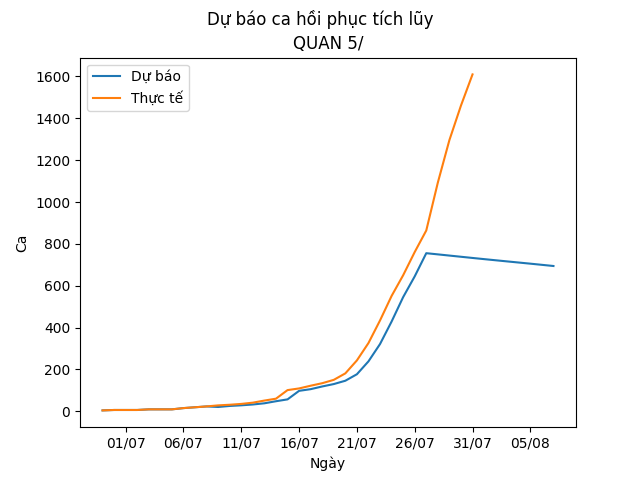 Dự báo ca hồi phục tích lũy
QUAN 5/
Dự báo
Thực tế
1600
1400
1200
1000
800
600
400
200
0
Ca
01/07 06/07 11/07 16/07 21/07 26/07 31/07 05/08
Ngày